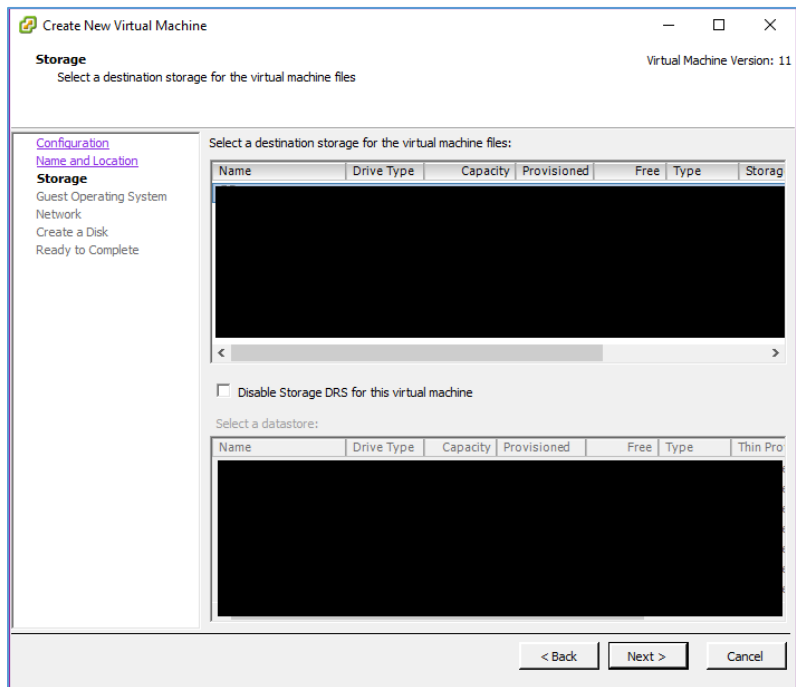 Create New Virtual Machine
Storage
Select a destination storage for the virtual machine files
Virtual Machine Version: 11
Configuration
Name and Location
Storage
Guest Operating System
Network
Create a Disk
Ready to Complete
Select a destination storage for the virtual machine files:
Name Drive Type Capacity Provisioned Free Type Storag
Disable Storage DRS for this virtual machine
Select a datastore:
Name Drive Type Capacity Provisioned Free Type Thin Pro
< Back Next > Cancel